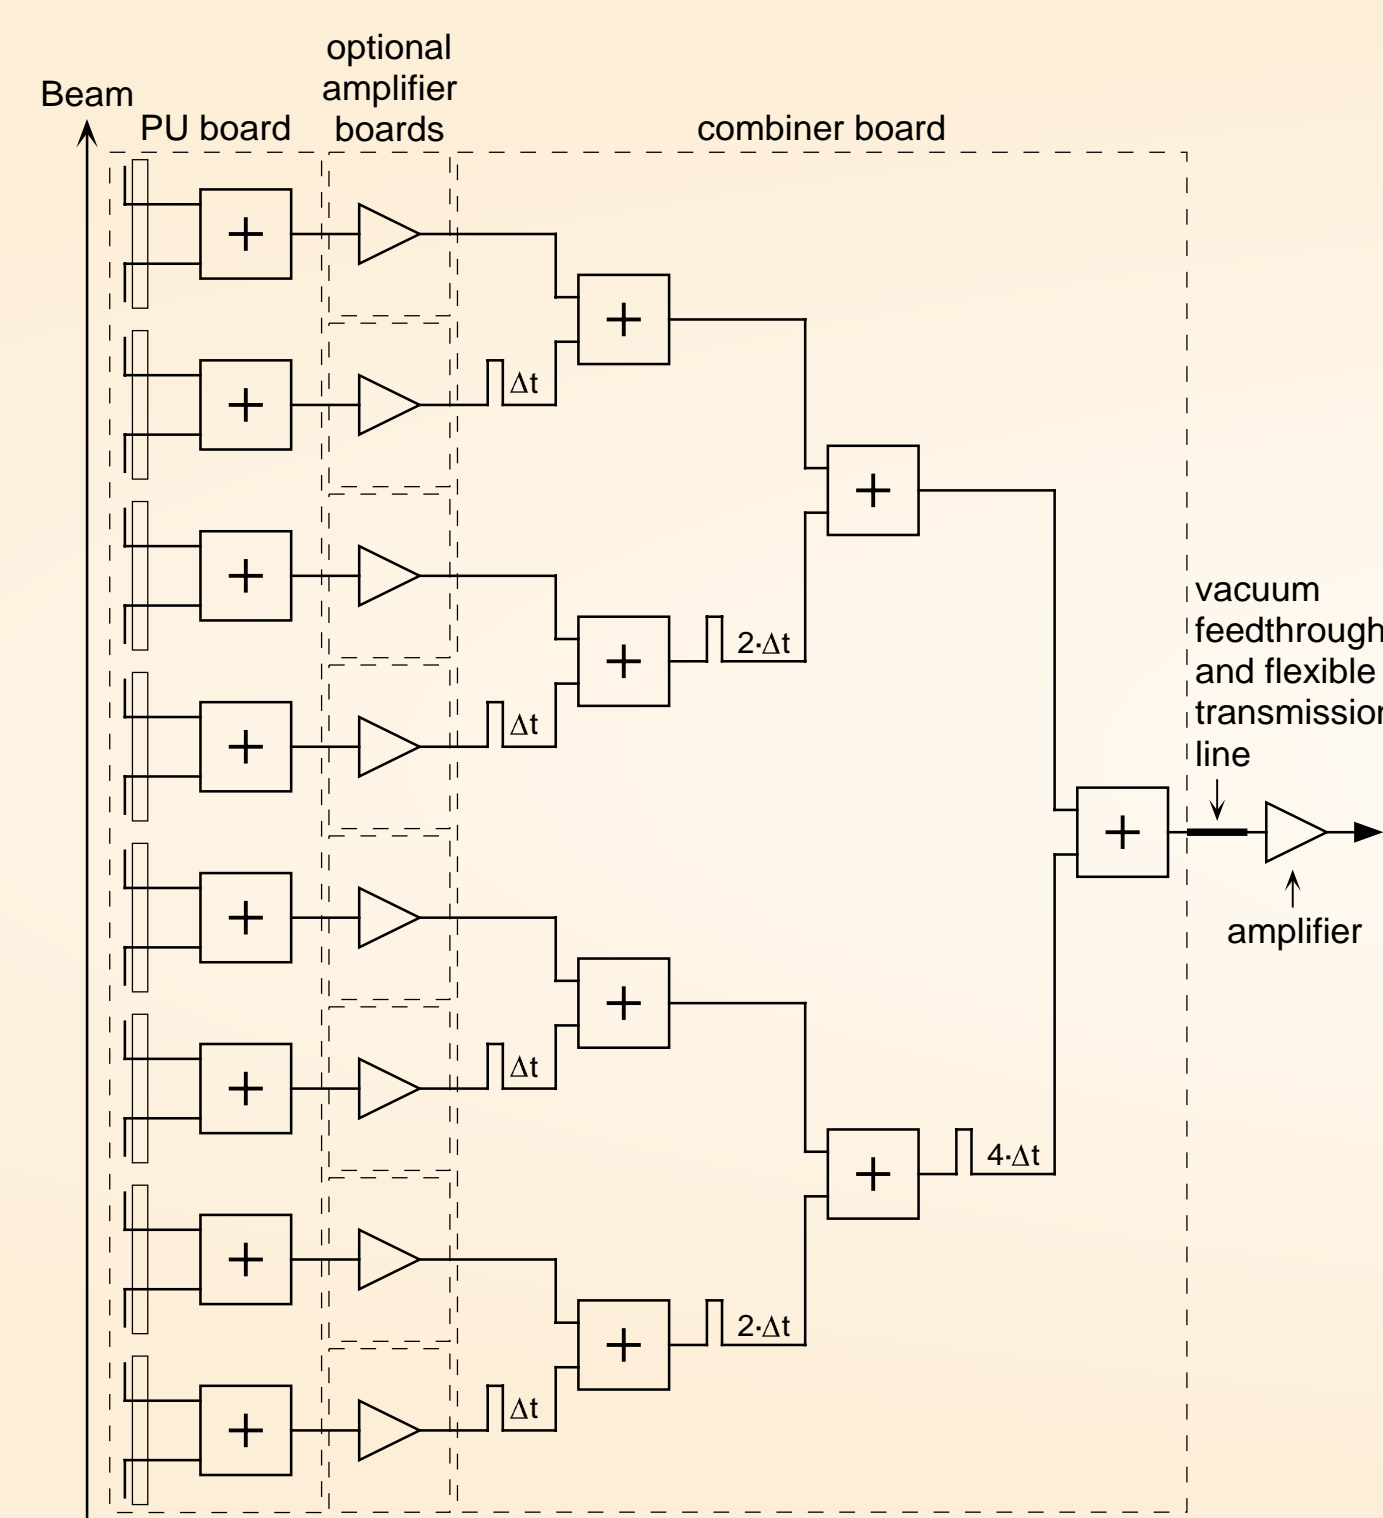 optional
amplifier
boards
Beam
PU board
combiner board
+
+
+
Δt
+
+
+
+
2·Δt
+
Δt
vacuum
feedthrough
and flexible
transmission
line
+
amplifier
+
+
+
Δt
+
4·Δt
+
+
2·Δt
+
Δt